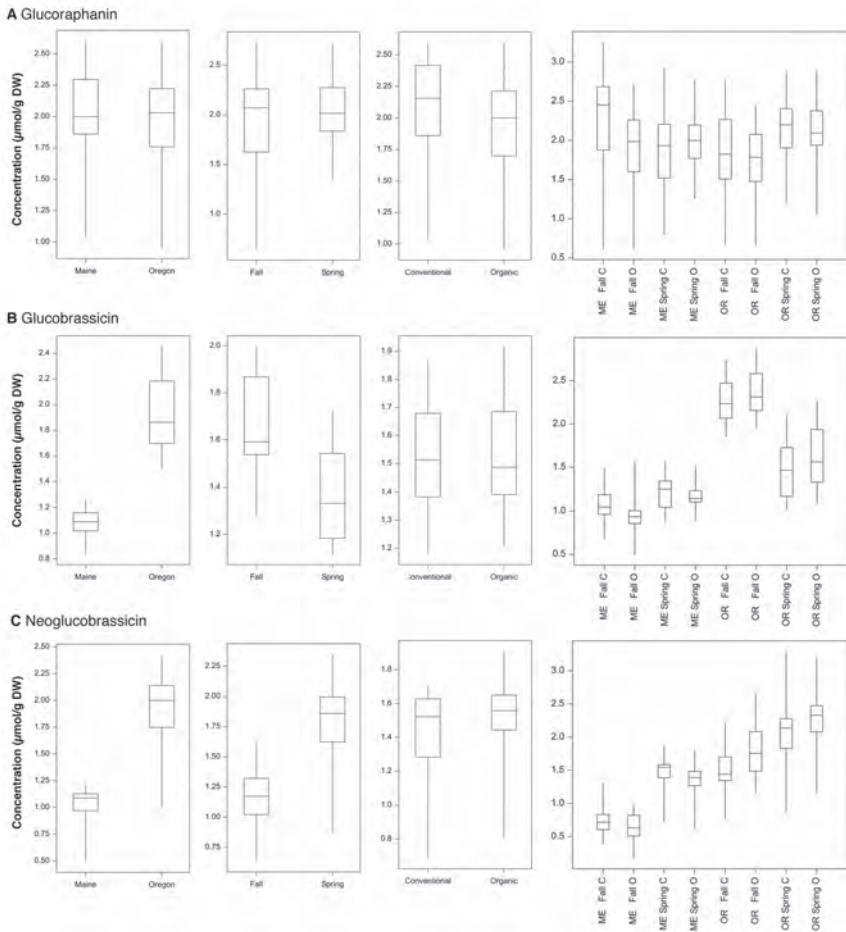 A Glucoraphanin
Concentration (µmol/g DW)
2.50
2.25
2.00
1.75
1.50
1.25
1.00
Maine
Oregon
2.5
2.0
1.5
1.0
Fall
Spring
2.50
2.25
2.00
1.75
1.50
1.25
1.00
Conventional
Organic
3.0
2.5
2.0
1.5
1.0
0.5
ME Fall C
ME Fall O
ME Spring C
ME Spring O
OR Fall C
OR Fall O
OR Spring C
OR Spring O
B Glucobrassicin
Concentration (µmol/g DW)
2.4
2.2
2.0
1.8
1.6
1.4
1.2
1.0
0.8
Maine
Oregon
2.0
1.8
1.6
1.4
1.2
Fall
Spring
1.9
1.8
1.7
1.6
1.5
1.4
1.3
1.2
Conventional
Organic
2.5
2.0
1.5
1.0
0.5
ME Fall C
ME Fall O
ME Spring C
ME Spring O
OR Fall C
OR Fall O
OR Spring C
OR Spring O
C Neoglucobrassicin
Concentration (µmol/g DW)
2.50
2.25
2.00
1.75
1.50
1.25
1.00
0.75
0.50
Maine
Oregon
2.25
2.00
1.75
1.50
1.25
1.00
0.75
Fall
Spring
1.8
1.6
1.4
1.2
1.0
0.8
Conventional
Organic
3.0
2.5
2.0
1.5
1.0
0.5
ME Fall C
ME Fall O
ME Spring C
ME Spring O
OR Fall C
OR Fall O
OR Spring C
OR Spring O